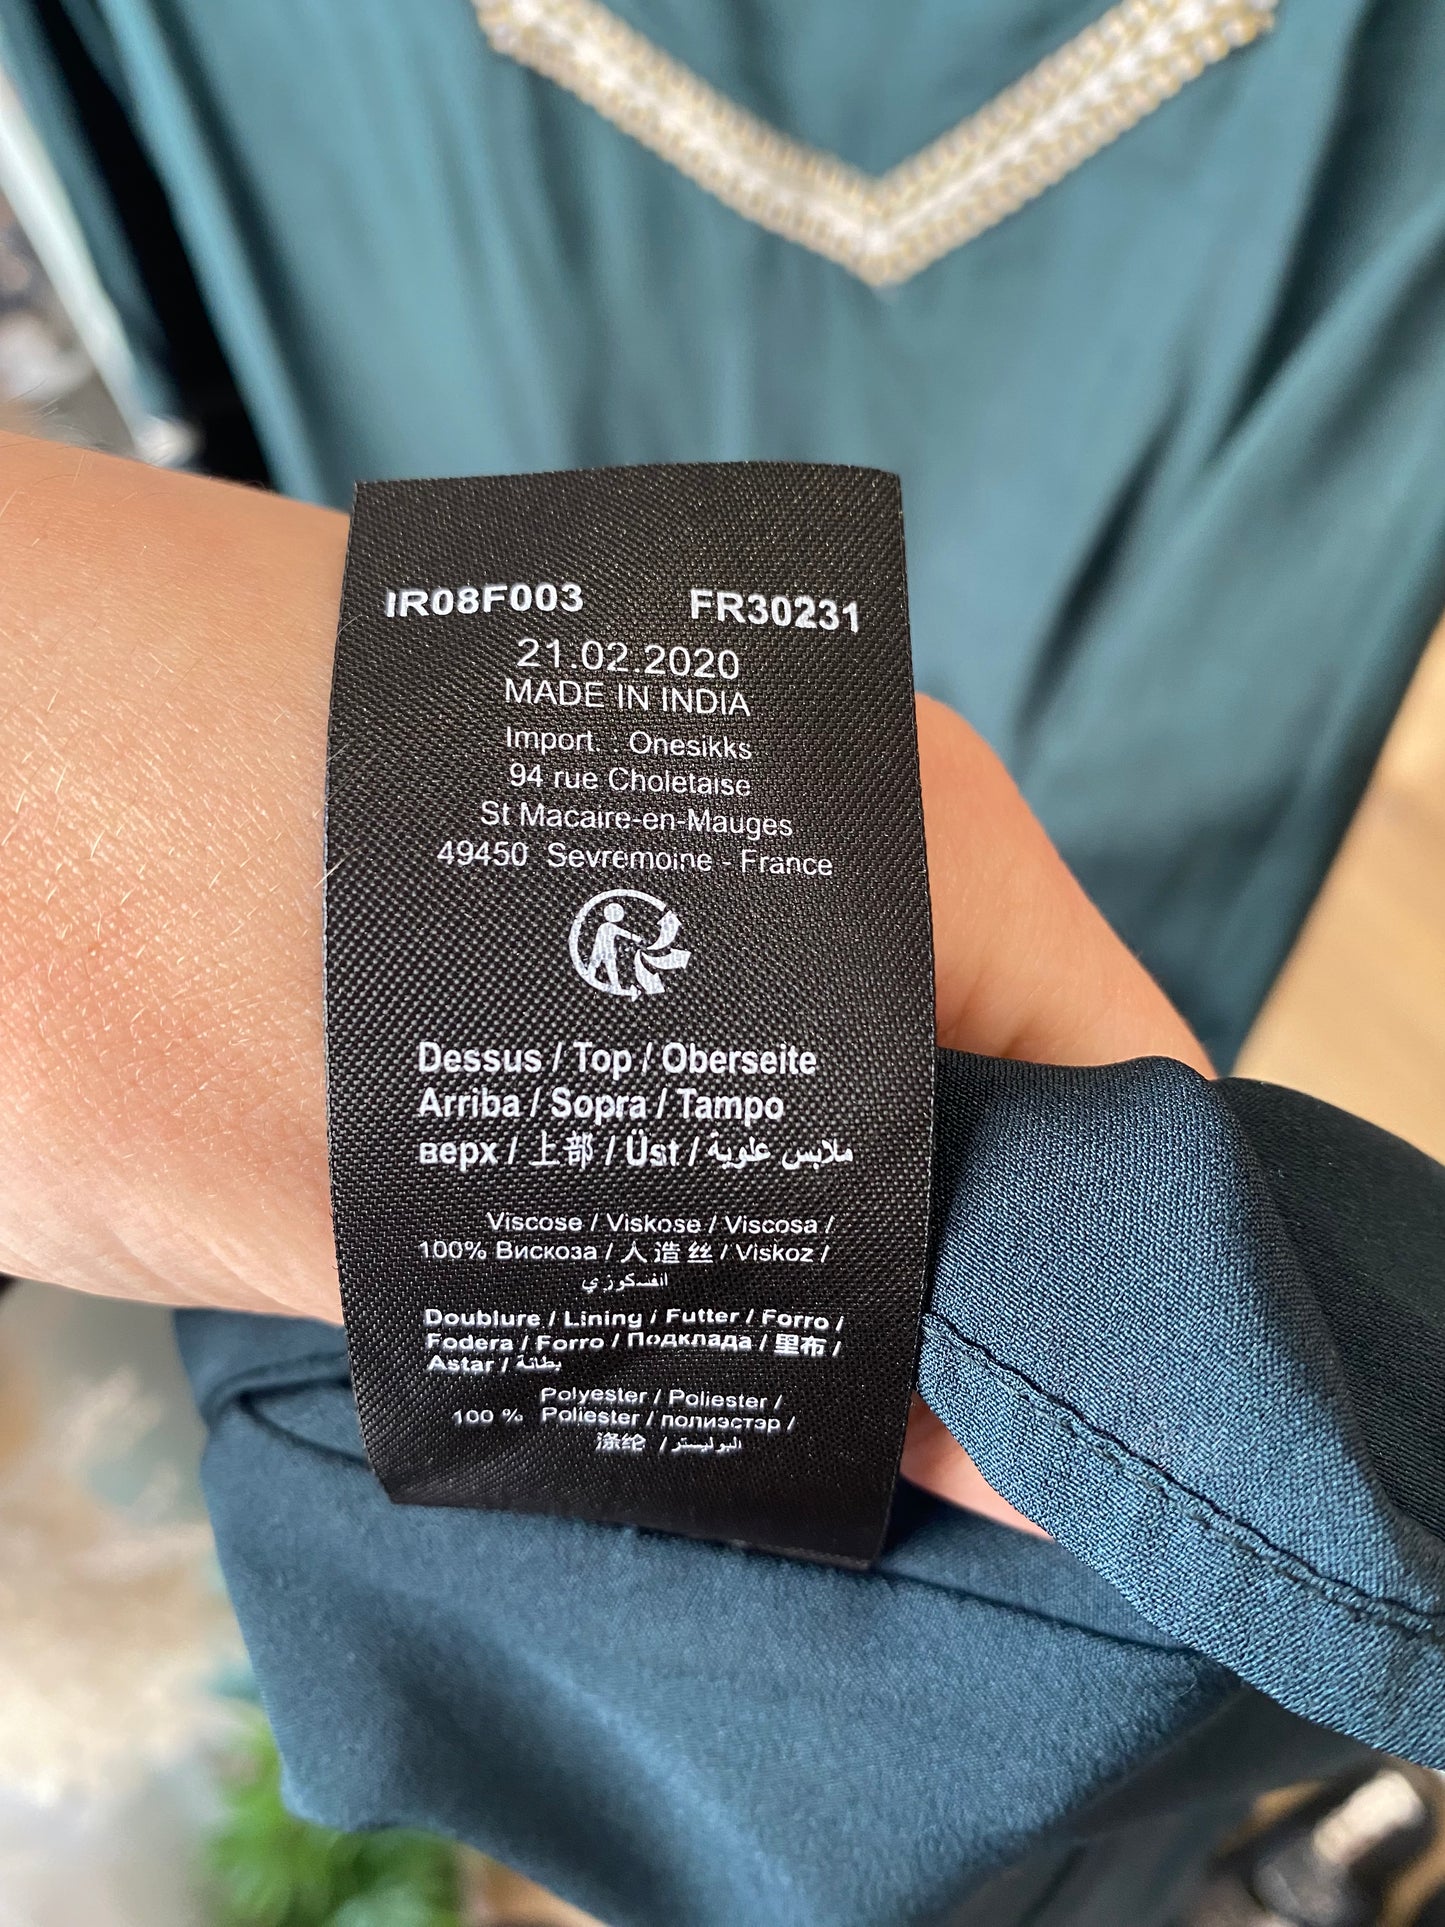 IR08F003 FR30231
21.02.2020
MADE IN INDIA
Import. : Onesikks
94 rue Choletaise
St Macaire-en-Mauges
49450 Sevremoine - France
Dessus / Top / Oberseite
Arriba / Sopra / Tampo
верх / 上部 / Üst / ملابس علوية
Viscose / Viskose / Viscosa /
100% Вискоза / 人造丝 / Viskoz /
انفسكوزي
Doublure / Lining / Futter / Forro /
Fodera / Forro / Подклада / 里布 /
Astar / بطانة
Polyester / Poliester /
100 % Poliester / полиэстэр /
涤纶 / البوليستر